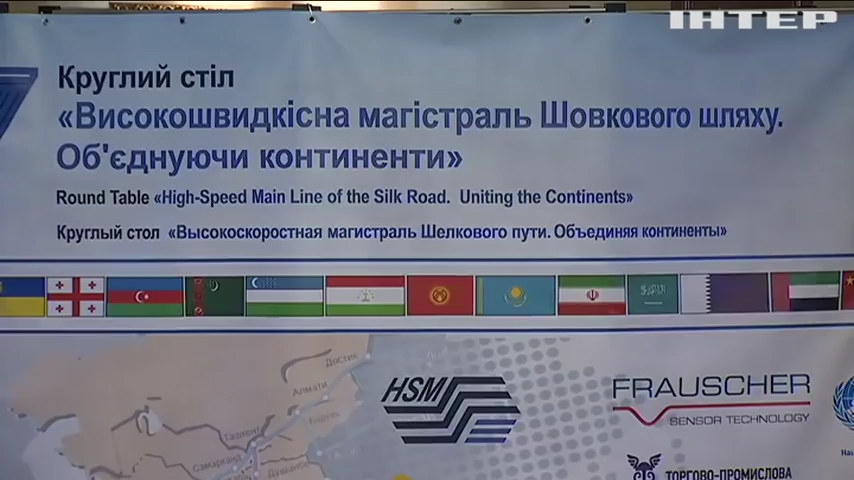 ІНТЕР
Круглий стіл
«Високошвидкісна магістраль Шовкового шляху.
Об'єднуючи континенти»
Round Table «High-Speed Main Line of the Silk Road. Uniting the Continents»
Круглый стол «Высокоскоростная магистраль Шелкового пути. Объединяя континенты»
Достик
Алматы
Ташкент
Самарканд
Душанбе
HSM
FRAUSCHER
SENSOR TECHNOLOGY
ТОРГОВО-ПРОМИСЛОВА